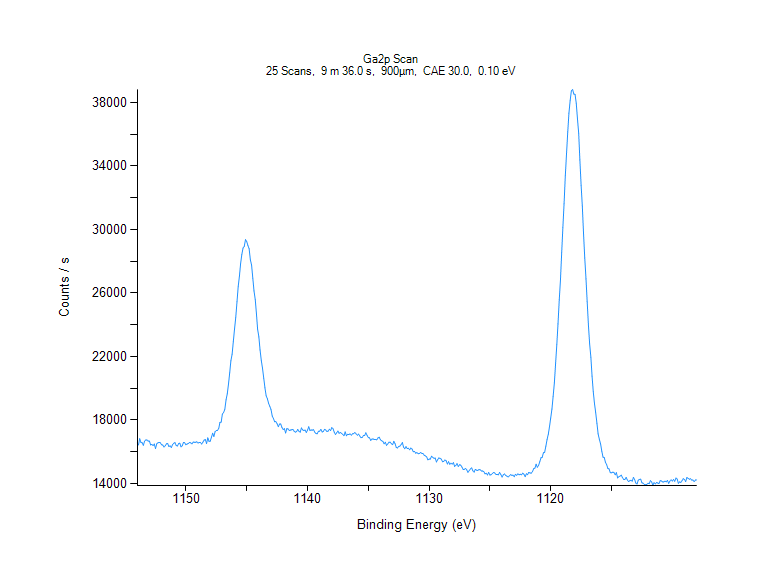 Ga2p Scan
25 Scans, 9 m 36.0 s, 900µm, CAE 30.0, 0.10 eV
38000
34000
30000
26000
22000
18000
14000
Counts / s
1150 1140 1130 1120
Binding Energy (eV)